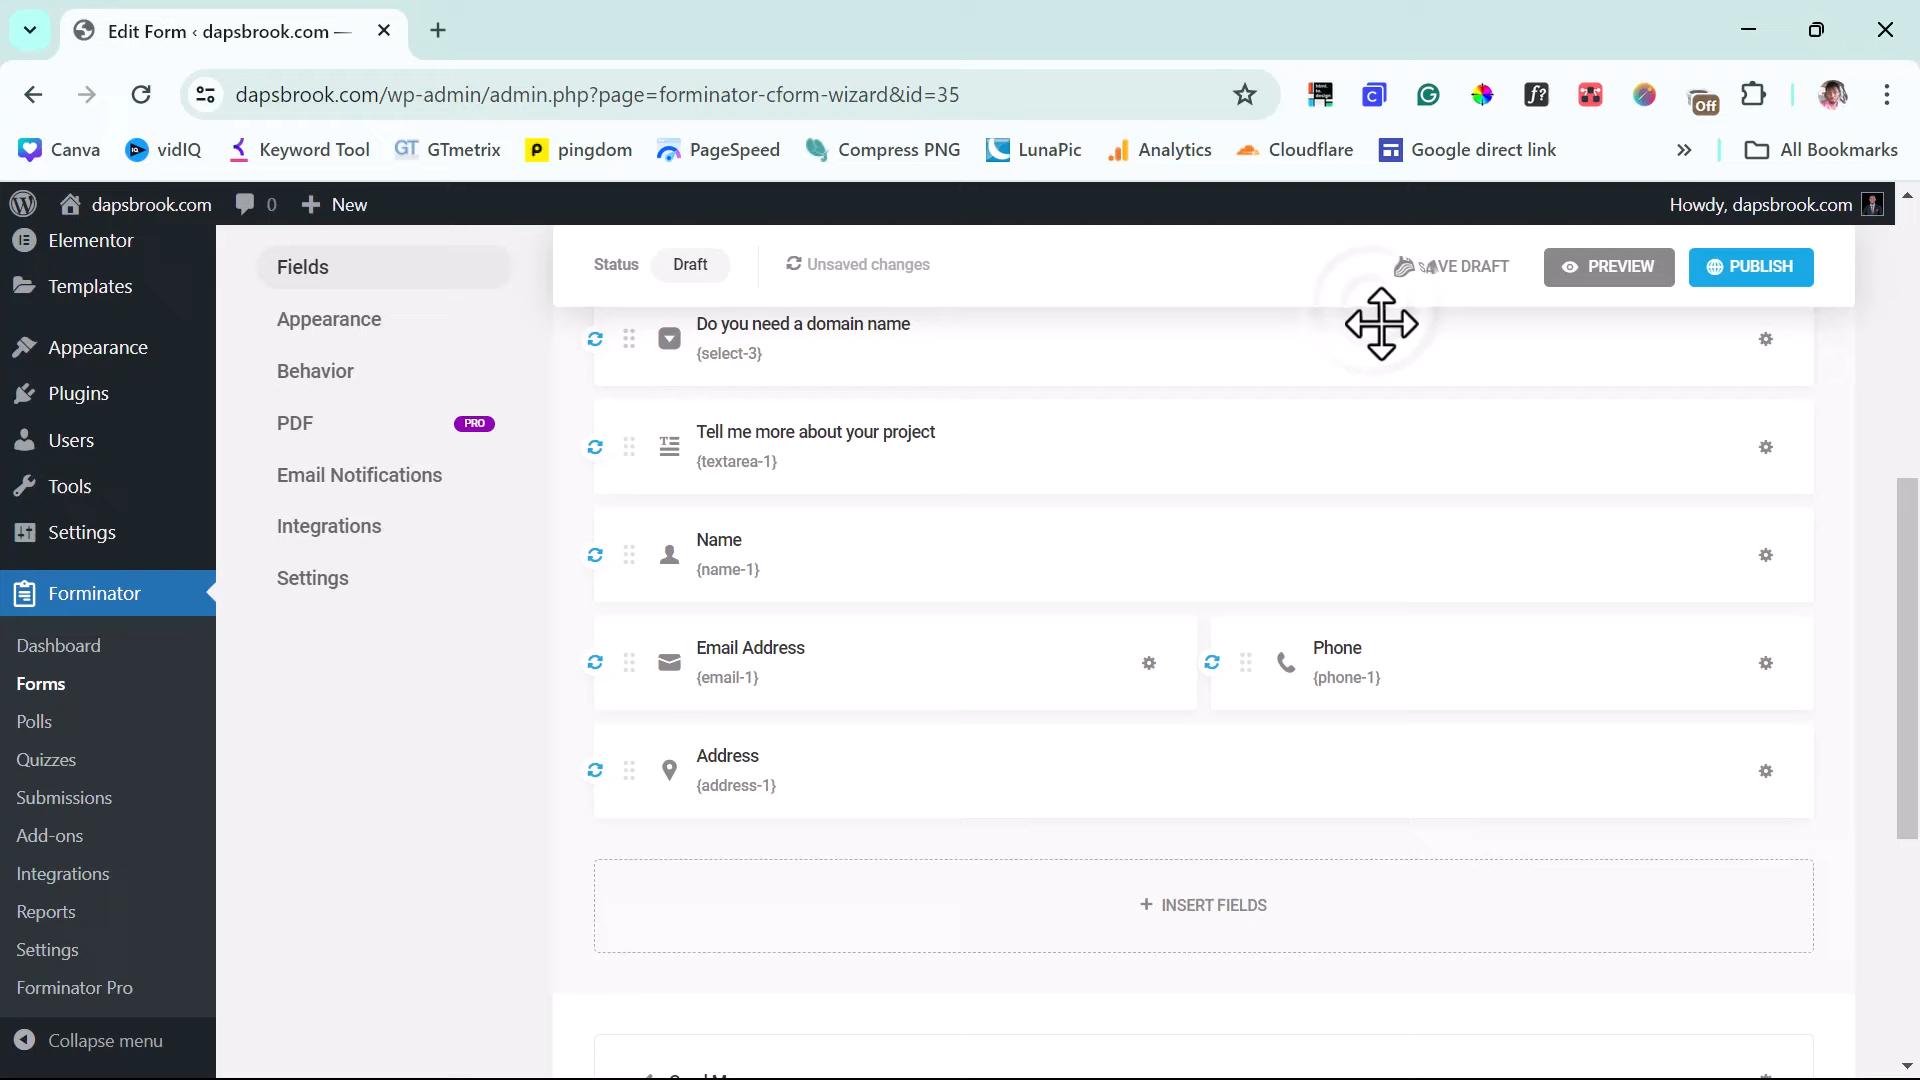 Edit Form ‹ dapsbrook.com —
dapsbrook.com/wp-admin/admin.php?page=forminator-cform-wizard&id=35
Off
Canva
vidIQ
Keyword Tool
GT
GTmetrix
pingdom
PageSpeed
Compress PNG
LunaPic
Analytics
Cloudflare
Google direct link
All Bookmarks
dapsbrook.com
0
New
Howdy, dapsbrook.com
Elementor
Templates
Appearance
Plugins
Users
Tools
Settings
Forminator
Dashboard
Forms
Polls
Quizzes
Submissions
Add-ons
Integrations
Reports
Settings
Forminator Pro
Collapse menu
Fields
Appearance
Behavior
PDF
PRO
Email Notifications
Integrations
Settings
Status
Draft
Unsaved changes
SAVE DRAFT
PREVIEW
PUBLISH
Do you need a domain name
{select-3}
Tell me more about your project
{textarea-1}
Name
{name-1}
Email Address
{email-1}
Phone
{phone-1}
Address
{address-1}
+ INSERT FIELDS